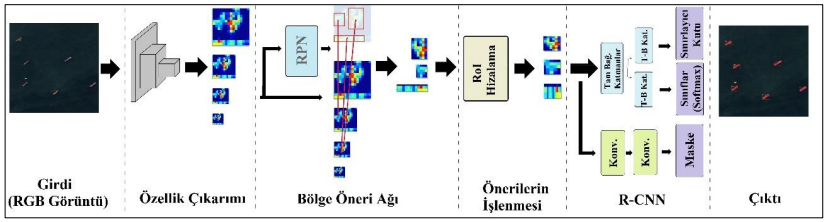 RPN
RoI
Hizalama
Tam Bağ.
Katmanlar
T-B Kat.
T-B Kat.
Sınırlayıcı
Kutu
Sınıflar
(Softmax)
Konv.
Konv.
Maske
Girdi
(RGB Görüntü)
Özellik Çıkarımı
Bölge Öneri Ağı
Önerilerin
İşlenmesi
R-CNN
Çıktı